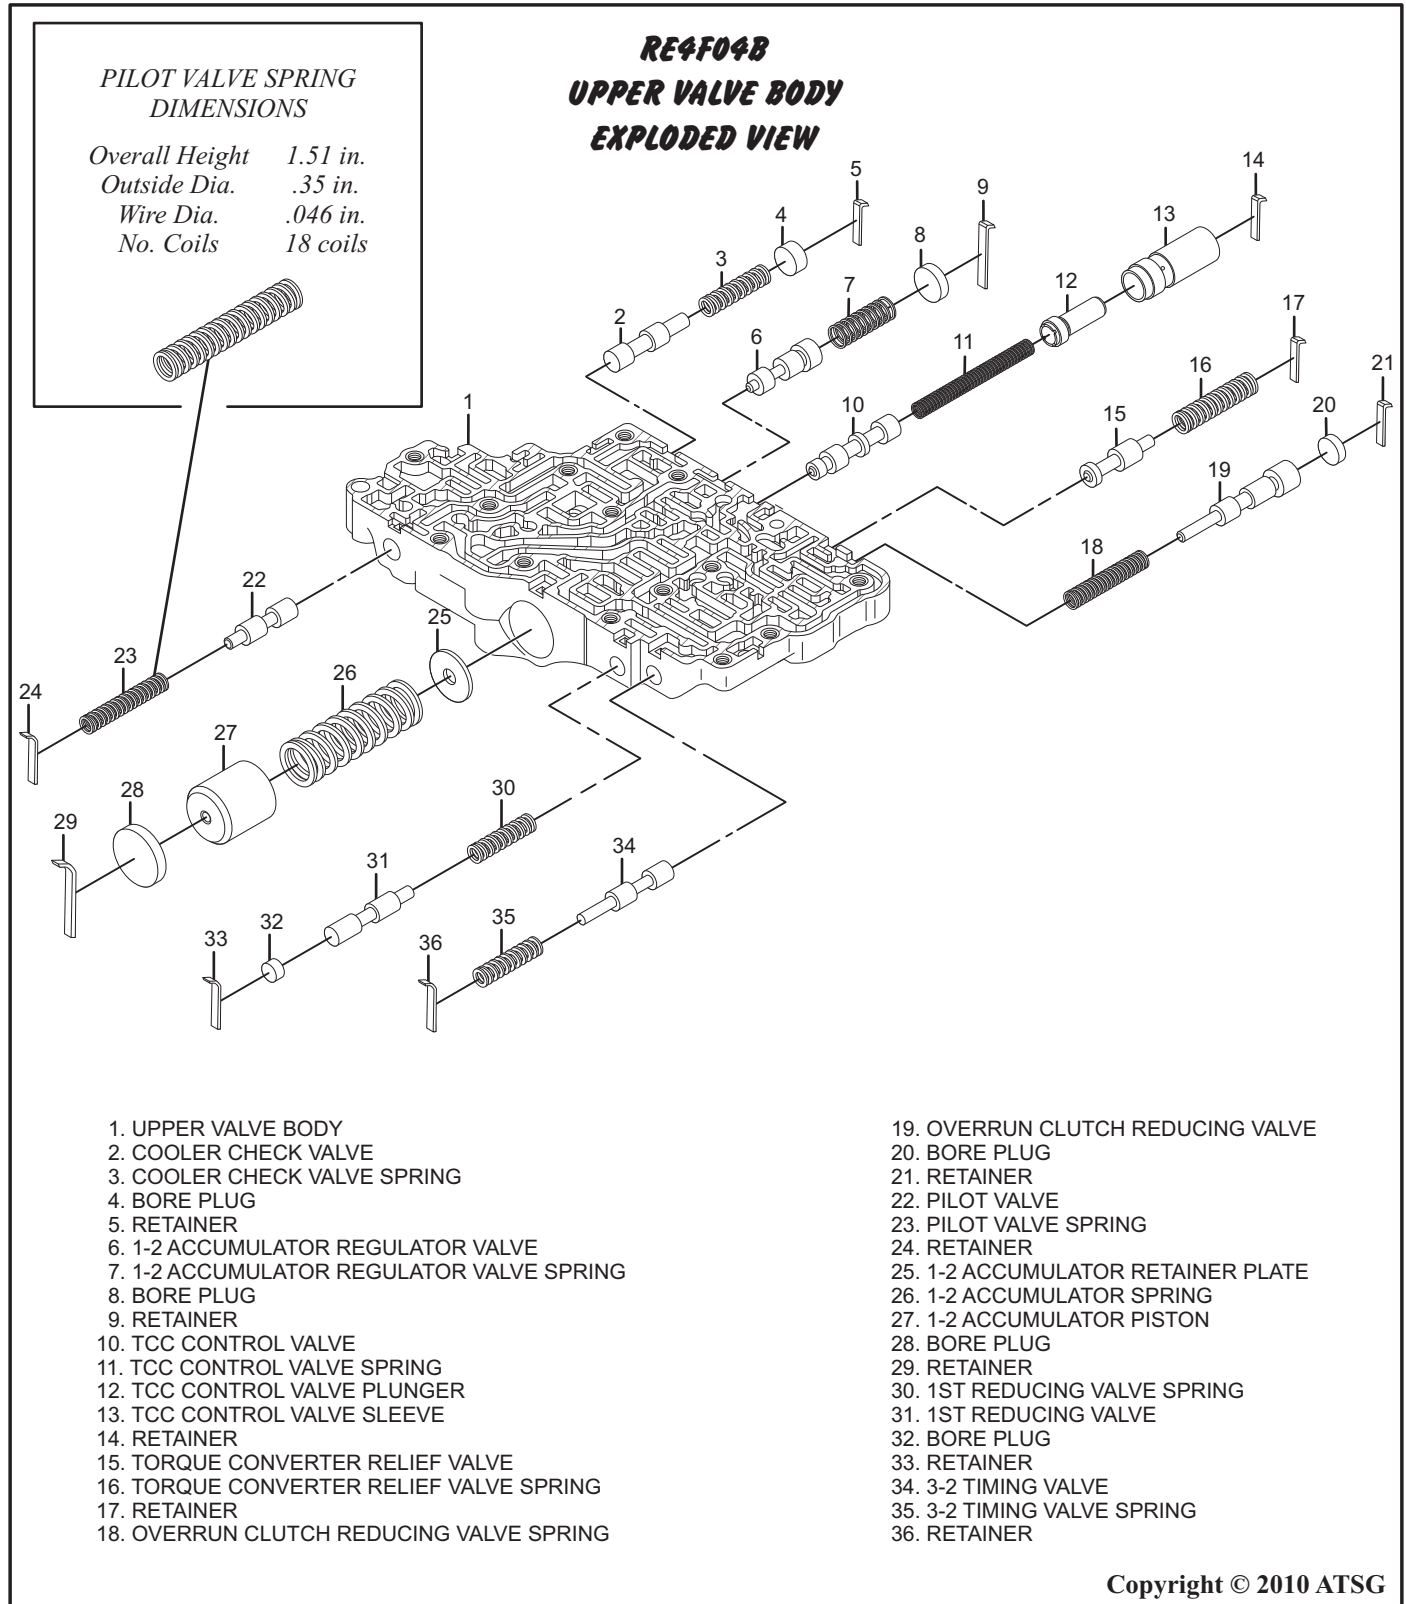 RE4F04B
UPPER VALVE BODY
EXPLODED VIEW
PILOT VALVE SPRING
DIMENSIONS
Overall Height 1.51 in.
Outside Dia. .35 in.
Wire Dia. .046 in.
No. Coils 18 coils
1
2
3
4
5
6
7
8
9
10
11
12
13
14
15
16
17
18
19
20
21
22
23
24
25
26
27
28
29
30
31
32
33
34
35
36
1. UPPER VALVE BODY
2. COOLER CHECK VALVE
3. COOLER CHECK VALVE SPRING
4. BORE PLUG
5. RETAINER
6. 1-2 ACCUMULATOR REGULATOR VALVE
7. 1-2 ACCUMULATOR REGULATOR VALVE SPRING
8. BORE PLUG
9. RETAINER
10. TCC CONTROL VALVE
11. TCC CONTROL VALVE SPRING
12. TCC CONTROL VALVE PLUNGER
13. TCC CONTROL VALVE SLEEVE
14. RETAINER
15. TORQUE CONVERTER RELIEF VALVE
16. TORQUE CONVERTER RELIEF VALVE SPRING
17. RETAINER
18. OVERRUN CLUTCH REDUCING VALVE SPRING
19. OVERRUN CLUTCH REDUCING VALVE
20. BORE PLUG
21. RETAINER
22. PILOT VALVE
23. PILOT VALVE SPRING
24. RETAINER
25. 1-2 ACCUMULATOR RETAINER PLATE
26. 1-2 ACCUMULATOR SPRING
27. 1-2 ACCUMULATOR PISTON
28. BORE PLUG
29. RETAINER
30. 1ST REDUCING VALVE SPRING
31. 1ST REDUCING VALVE
32. BORE PLUG
33. RETAINER
34. 3-2 TIMING VALVE
35. 3-2 TIMING VALVE SPRING
36. RETAINER
Copyright © 2010 ATSG